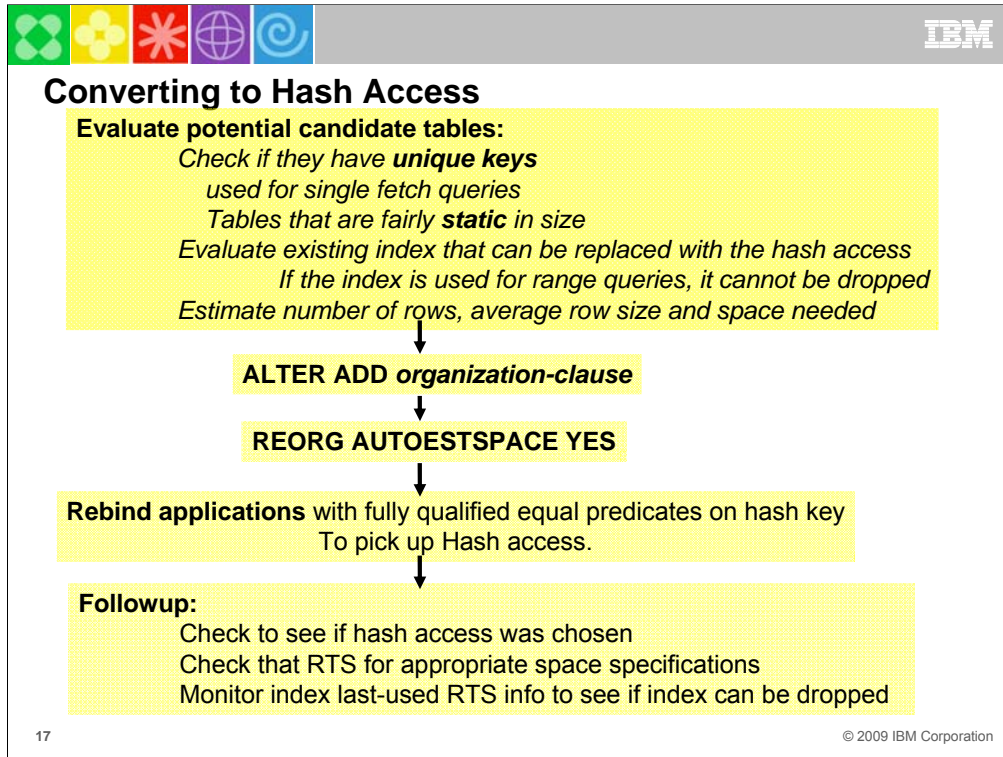 IBM
Converting to Hash Access
Evaluate potential candidate tables:
Check if they have unique keys
used for single fetch queries
Tables that are fairly static in size
Evaluate existing index that can be replaced with the hash access
If the index is used for range queries, it cannot be dropped
Estimate number of rows, average row size and space needed
ALTER ADD organization-clause
REORG AUTOESTSPACE YES
Rebind applications with fully qualified equal predicates on hash key
To pick up Hash access.
Followup:
Check to see if hash access was chosen
Check that RTS for appropriate space specifications
Monitor index last-used RTS info to see if index can be dropped
17
© 2009 IBM Corporation